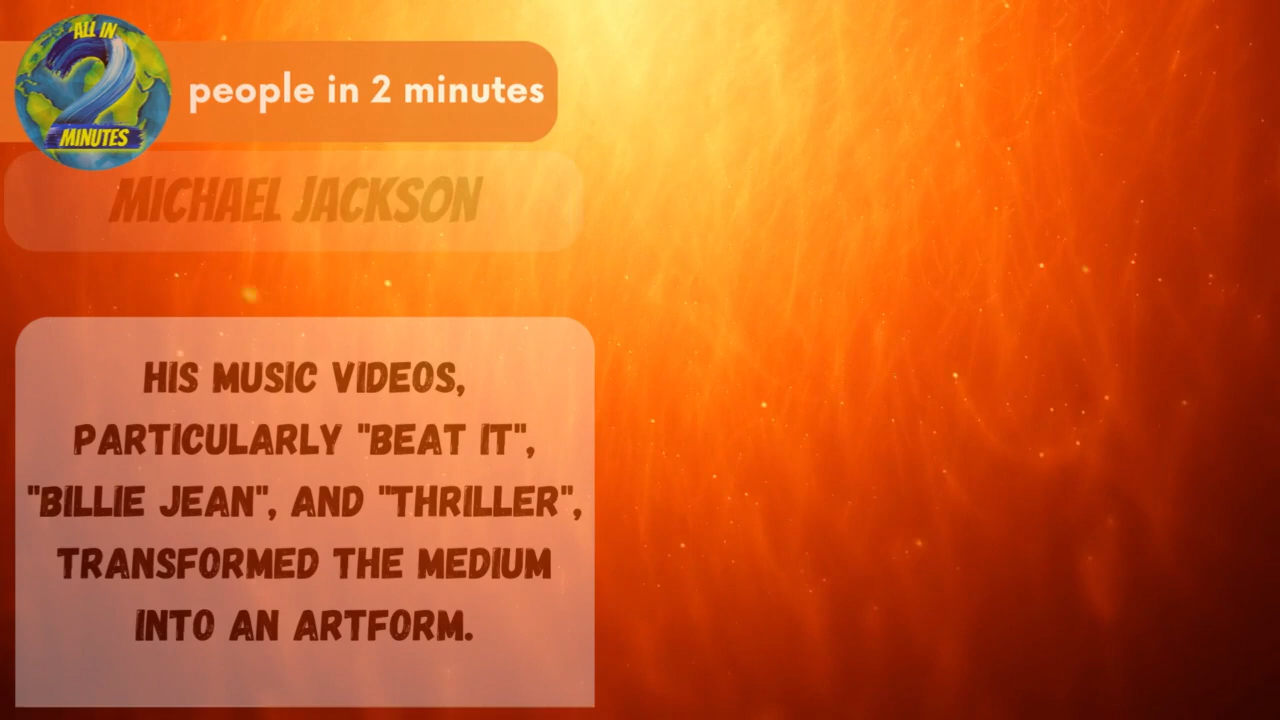 ALL IN
2
MINUTES
people in 2 minutes
MICHAEL JACKSON
HIS MUSIC VIDEOS,
PARTICULARLY "BEAT IT",
"BILLIE JEAN", AND "THRILLER",
TRANSFORMED THE MEDIUM
INTO AN ARTFORM.